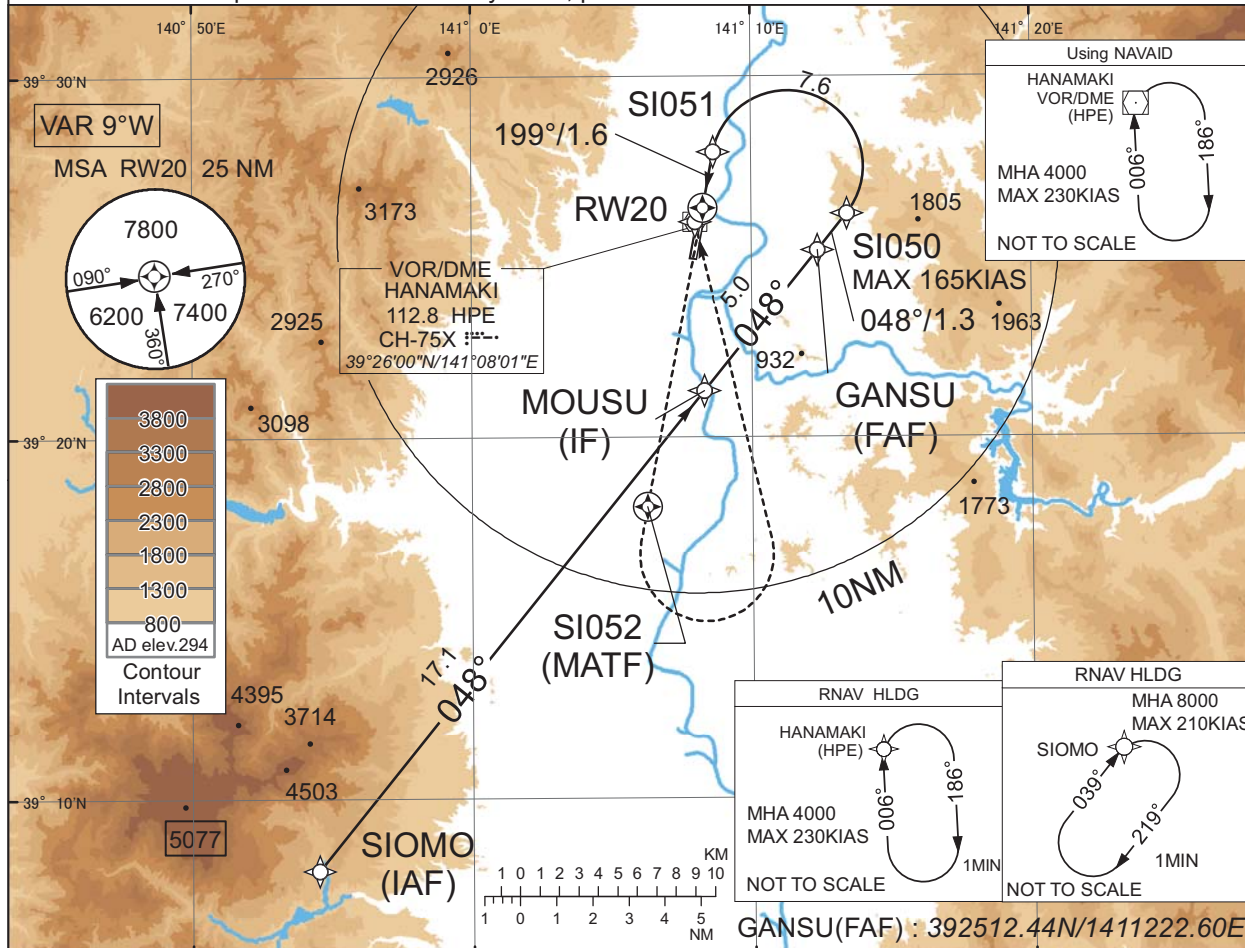 140° 50'E
141° 0'E
141° 10'E
141° 20'E
39° 30'N
39° 20'N
39° 10'N
VAR 9°W
MSA RW20 25 NM
7800
090°
270°
6200
7400
360°
3800
3300
2800
2300
1800
1300
800
AD elev.294
Contour
Intervals
2926
3173
2925
3098
4395
3714
4503
5077
1805
1963
932
1773
SI051
199°/1.6
7.6
RW20
VOR/DME
HANAMAKI
112.8 HPE
CH-75X
39°26'00"N/141°08'01"E
SI050
MAX 165KIAS
048°/1.3
5.0
048°
MOUSU
(IF)
GANSU
(FAF)
SI052
(MATF)
10NM
17.1
048°
SIOMO
(IAF)
Using NAVAID
HANAMAKI
VOR/DME
(HPE)
006°
186°
MHA 4000
MAX 230KIAS
NOT TO SCALE
RNAV HLDG
HANAMAKI
(HPE)
006°
186°
MHA 4000
MAX 230KIAS
1MIN
NOT TO SCALE
RNAV HLDG
MHA 8000
MAX 210KIAS
SIOMO
039°
219°
1MIN
NOT TO SCALE
KM
1 0 1 2 3 4 5 6 7 8 9 10
1 0 1 2 3 4 5
NM
GANSU(FAF) : 392512.44N/1411222.60E